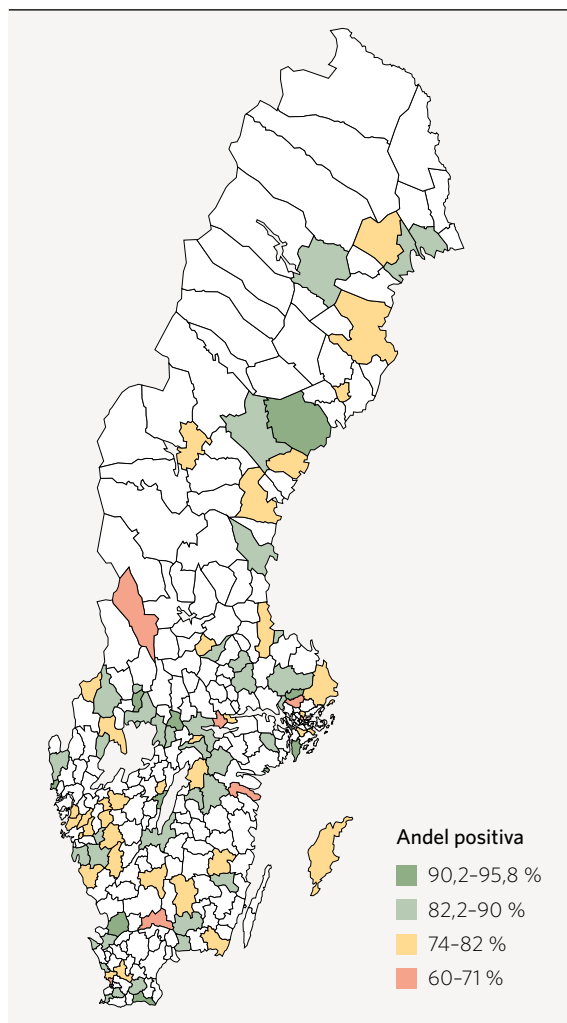 Andel positiva
90,2–95,8 %
82,2–90 %
74–82 %
60–71 %